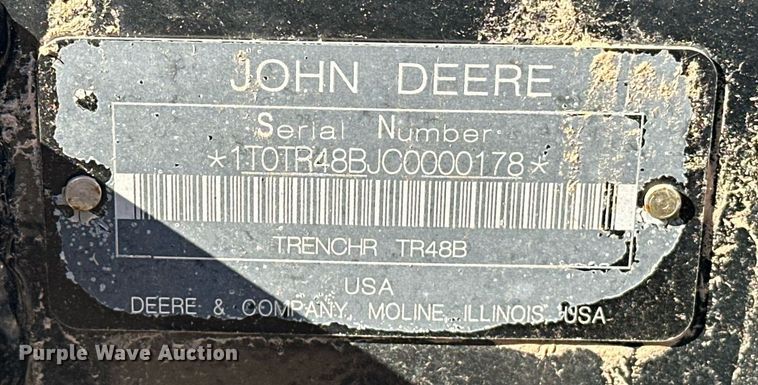 JOHN DEERE
Serial Number
*1T0TR48BJC0000178*
TRENCHR TR48B
USA
DEERE & COMPANY, MOLINE, ILLINOIS, USA
Purple Wave Auction